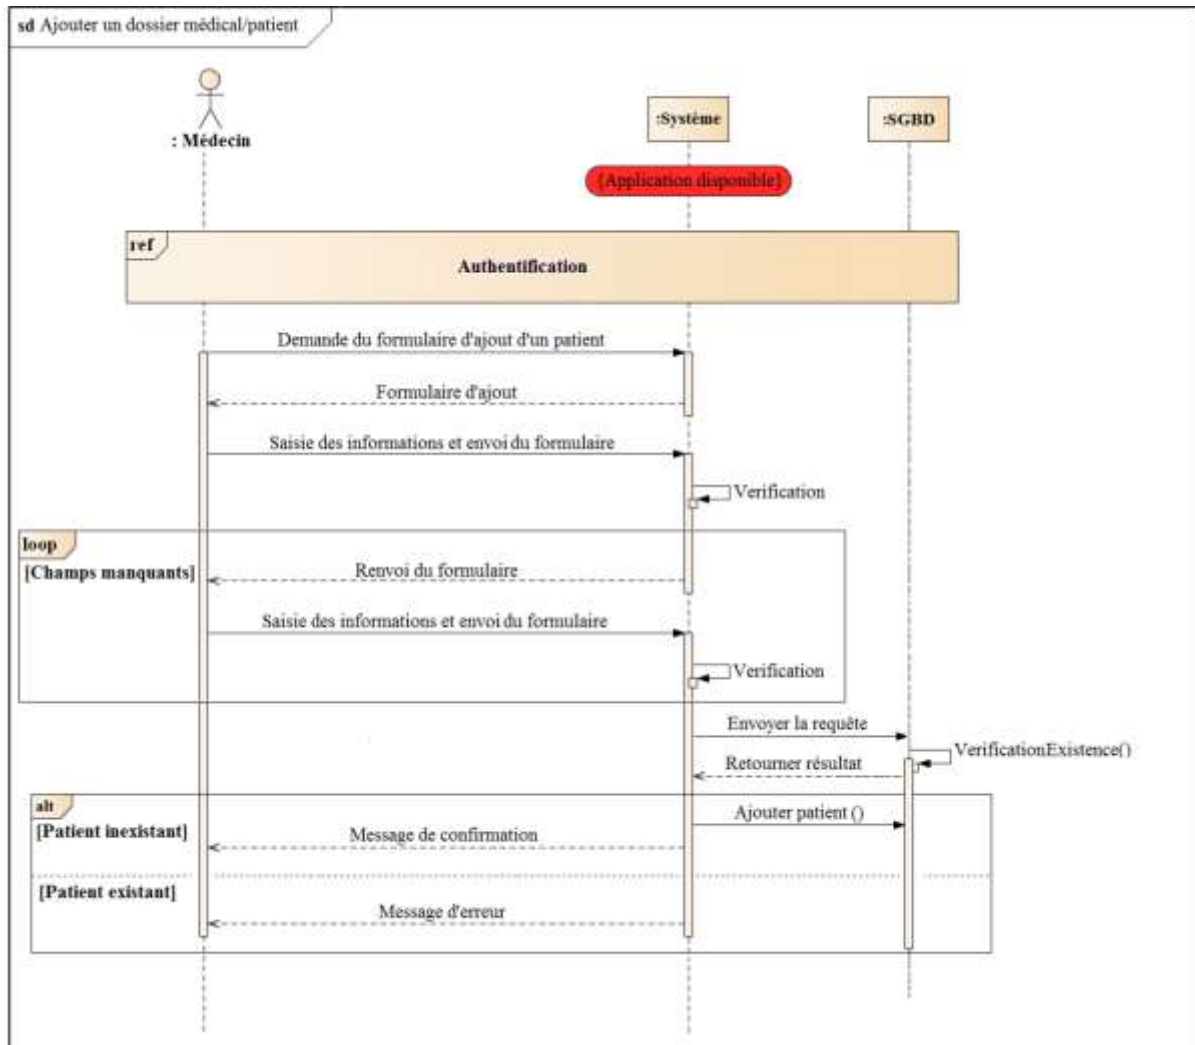 sd Ajouter un dossier médical/patient
: Médecin
:Système
:SGBD
{Application disponible}
ref
Authentification
Demande du formulaire d'ajout d'un patient
Formulaire d'ajout
Saisie des informations et envoi du formulaire
Verification
loop
[Champs manquants]
Renvoi du formulaire
Saisie des informations et envoi du formulaire
Verification
Envoyer la requête
VerificationExistence()
Retourner résultat
alt
[Patient inexistant]
Ajouter patient ()
Message de confirmation
[Patient existant]
Message d'erreur